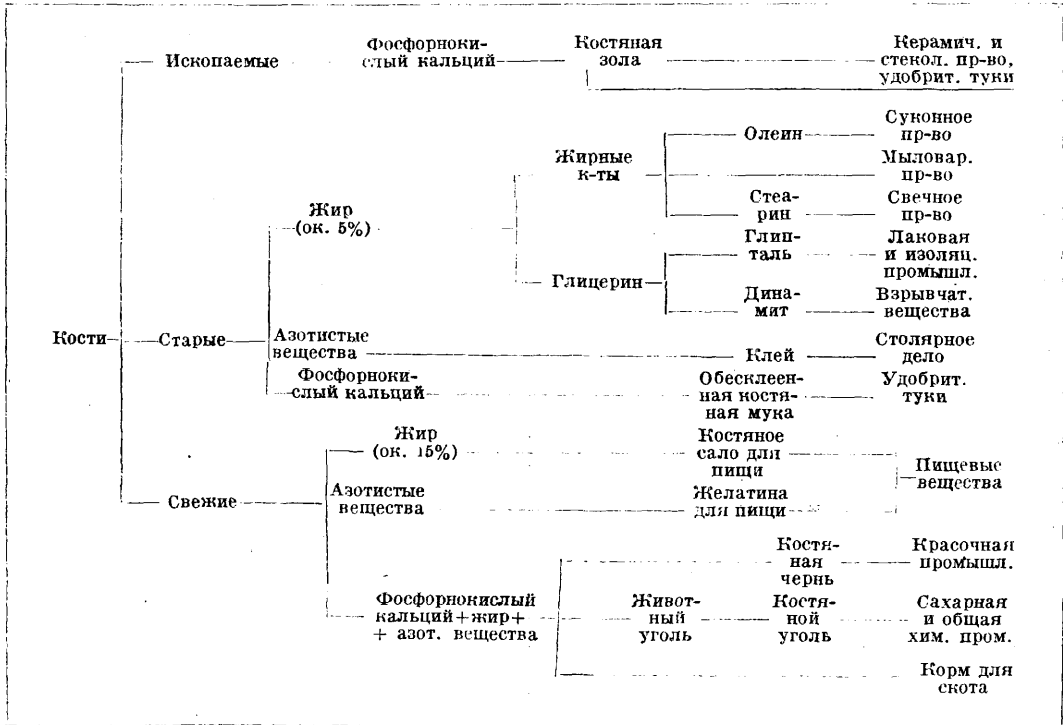 Фосфорноки-
слый кальций
Костяная
зола
Керамич. и
стекол. пр-во,
удобрит. туки
Ископаемые
Суконное
пр-во
Олеин
Жирные
к-ты
Мыловар.
пр-во
Стеа-
рин
Свечное
пр-во
Жир
(ок. 5%)
Глип-
таль
Лаковая
и изоляц.
промышл.
Глицерин
Дина-
мит
Взрывчат.
вещества
Кости
Старые
Азотистые
вещества
Клей
Столярное
дело
Фосфорноки-
слый кальций
Обесклеен-
ная костя-
ная мука
Удобрит.
туки
Жир
(ок. 15%)
Костяное
сало для
пищи
Пищевые
вещества
Свежие
Азотистые
вещества
Желатина
для пищи
Костя-
ная
чернь
Красочная
промышл.
Фосфорнокислый
кальций+жир+
+ азот. вещества
Живот-
ный
уголь
Костя-
ной
уголь
Сахарная
и общая
хим. пром.
Корм для
скота